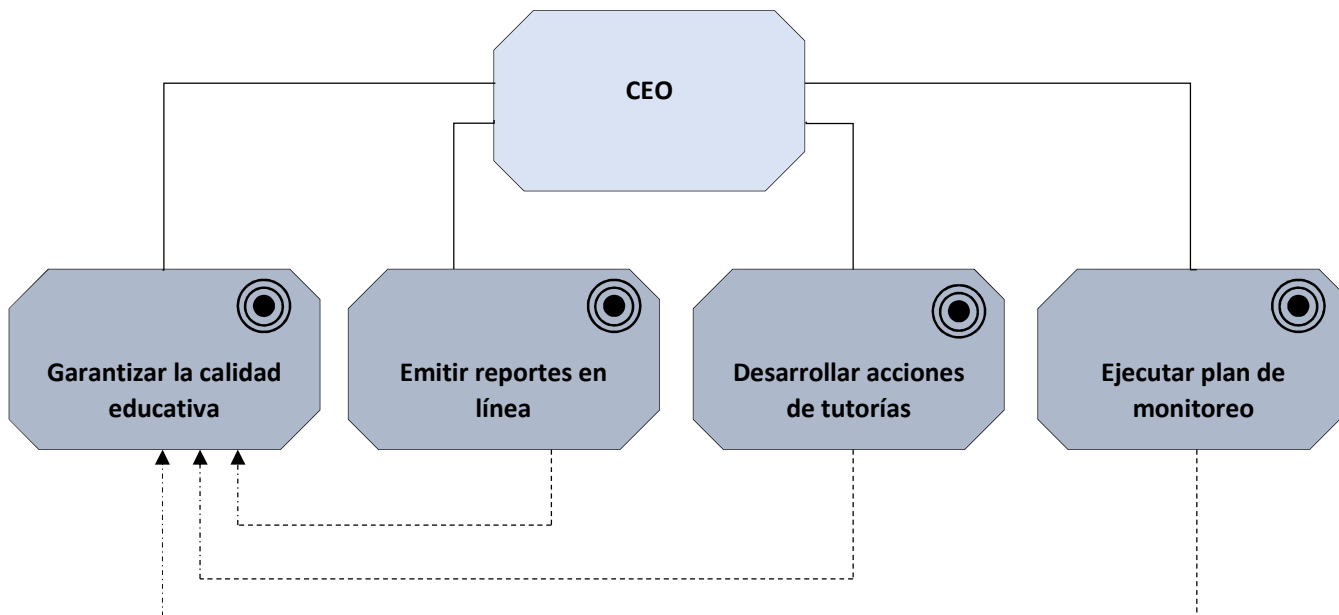 CEO
Garantizar la calidad
educativa
Emitir reportes en
línea
Desarrollar acciones
de tutorías
Ejecutar plan de
monitoreo